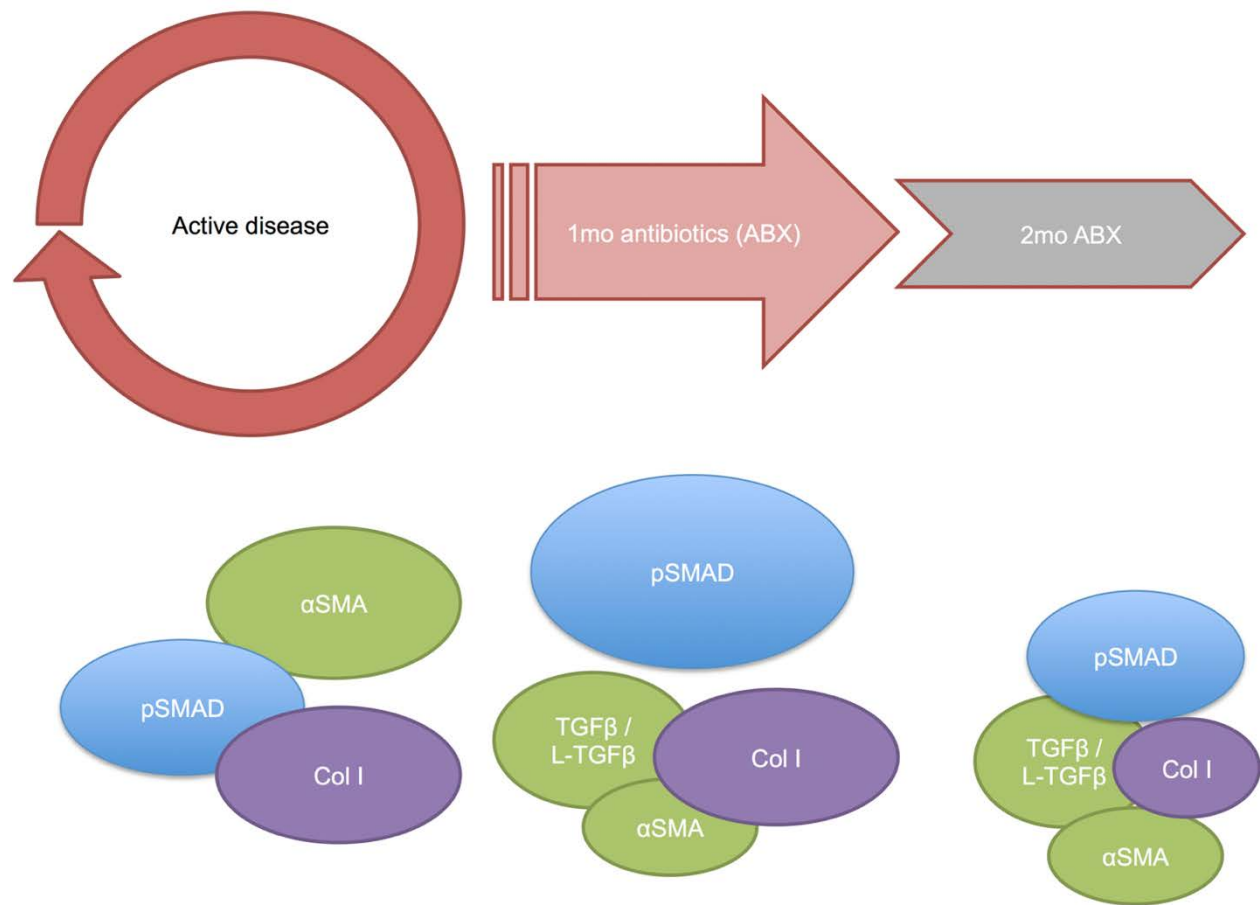 Active disease
1mo antibiotics (ABX)
2mo ABX
αSMA
pSMAD
Col I
pSMAD
TGFβ /
L-TGFβ
Col I
αSMA
pSMAD
TGFβ /
L-TGFβ
Col I
αSMA